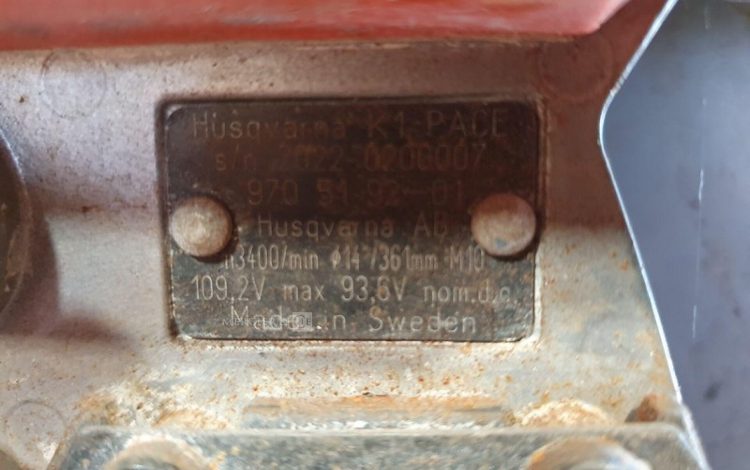 Husqvarna K1 PACE
s/n 2022 0200007
970 51 92-01
Husqvarna AB
n3400/min ϕ14"/361mm M10
109,2V max 93,6V nom.d.c.
Made in Sweden